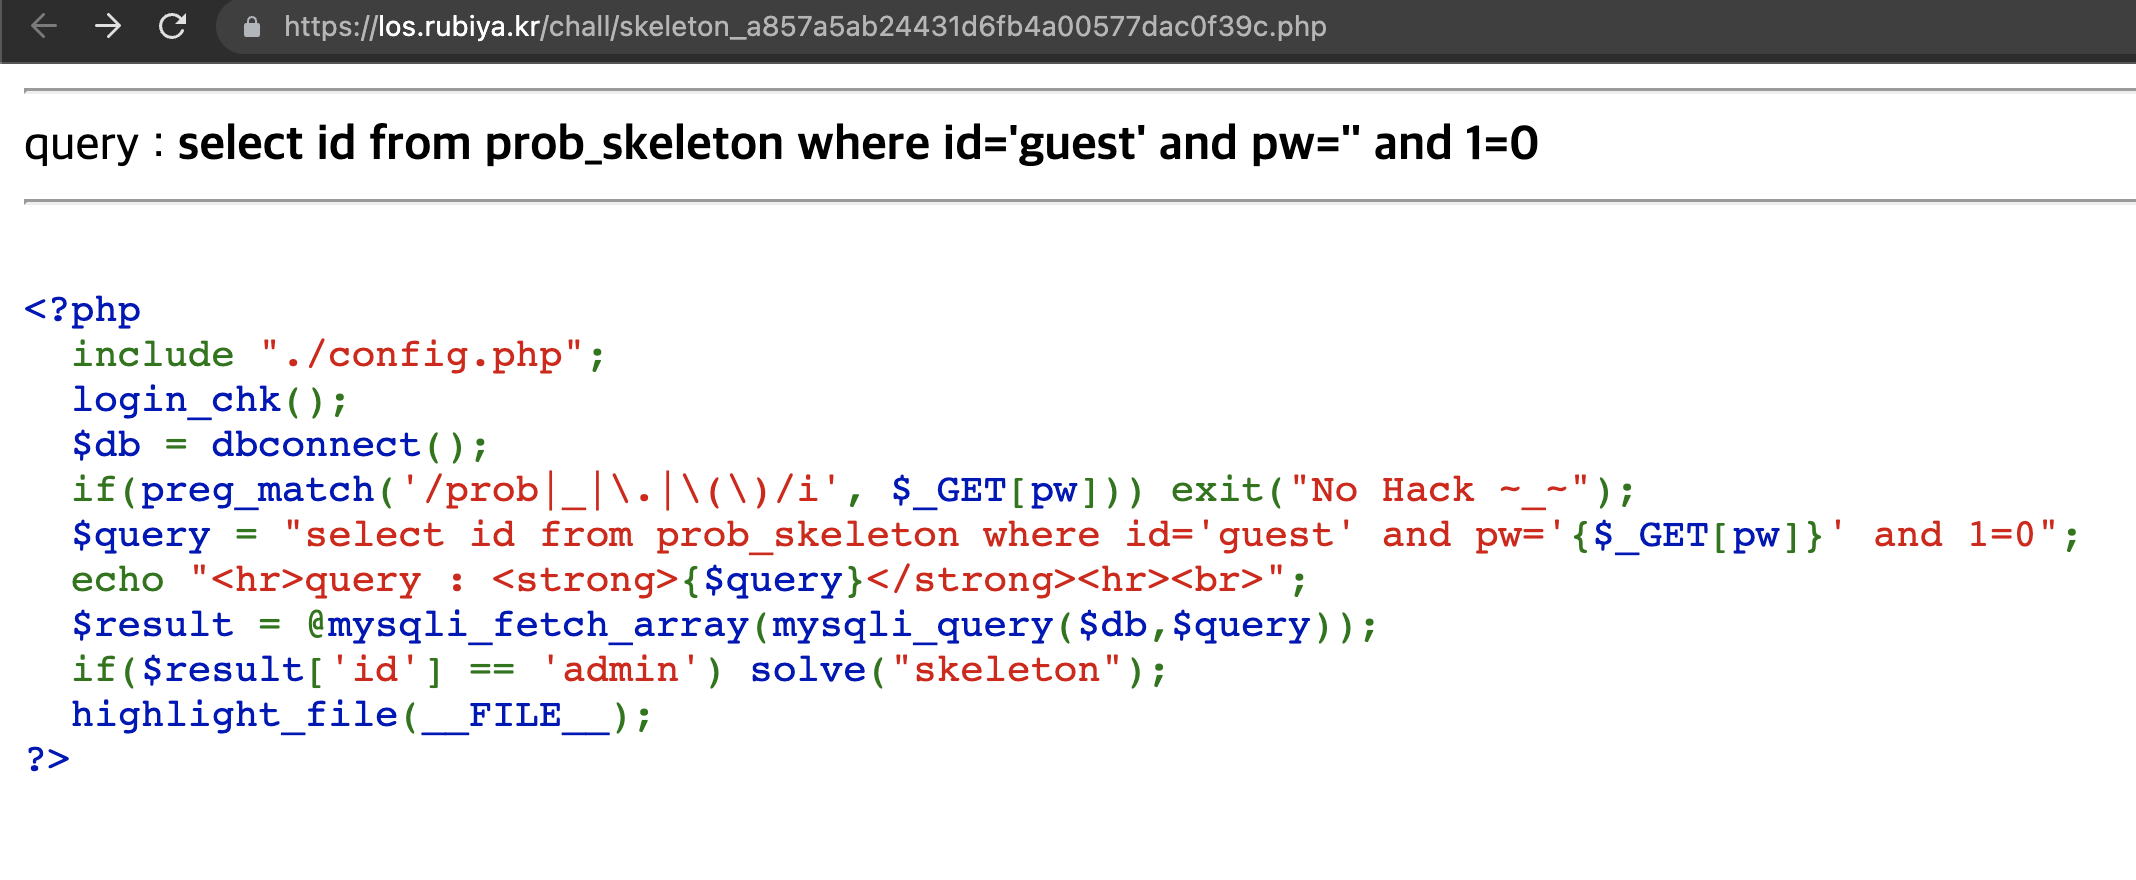 https://los.rubiya.kr/chall/skeleton_a857a5ab24431d6fb4a00577dac0f39c.php
query : select id from prob_skeleton where id='guest' and pw='' and 1=0
<?php
  include "./config.php";
  login_chk();
  $db = dbconnect();
  if(preg_match('/prob|_|\.|\(\)/i', $_GET[pw])) exit("No Hack ~_~");
  $query = "select id from prob_skeleton where id='guest' and pw='{$_GET[pw]}' and 1=0";
  echo "<hr>query : <strong>{$query}</strong><hr><br>";
  $result = @mysqli_fetch_array(mysqli_query($db,$query));
  if($result['id'] == 'admin') solve("skeleton");
  highlight_file(__FILE__);
?>